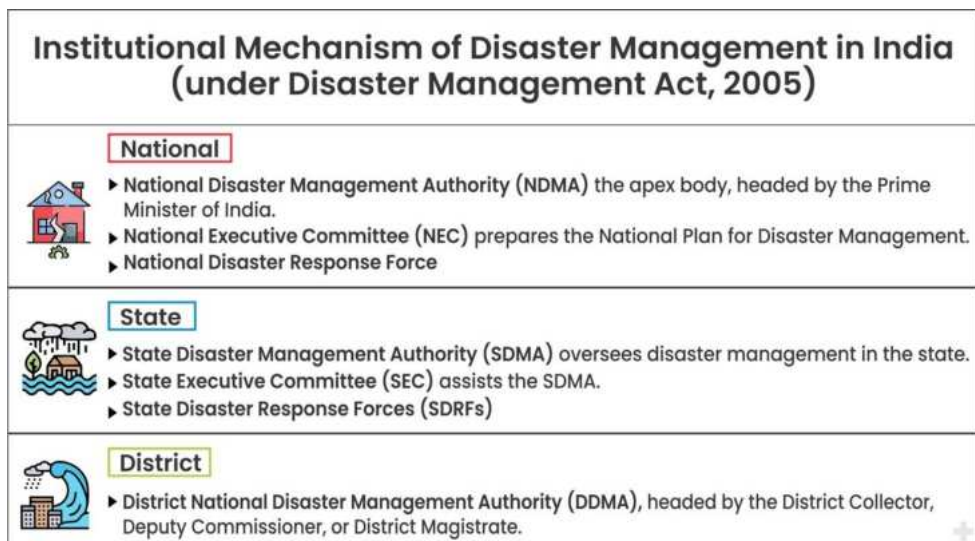 Institutional Mechanism of Disaster Management in India
(under Disaster Management Act, 2005)
National
▸ National Disaster Management Authority (NDMA) the apex body, headed by the Prime
Minister of India.
▸ National Executive Committee (NEC) prepares the National Plan for Disaster Management.
▸ National Disaster Response Force
State
▸ State Disaster Management Authority (SDMA) oversees disaster management in the state.
▸ State Executive Committee (SEC) assists the SDMA.
▸ State Disaster Response Forces (SDRFs)
District
▸ District National Disaster Management Authority (DDMA), headed by the District Collector,
Deputy Commissioner, or District Magistrate.